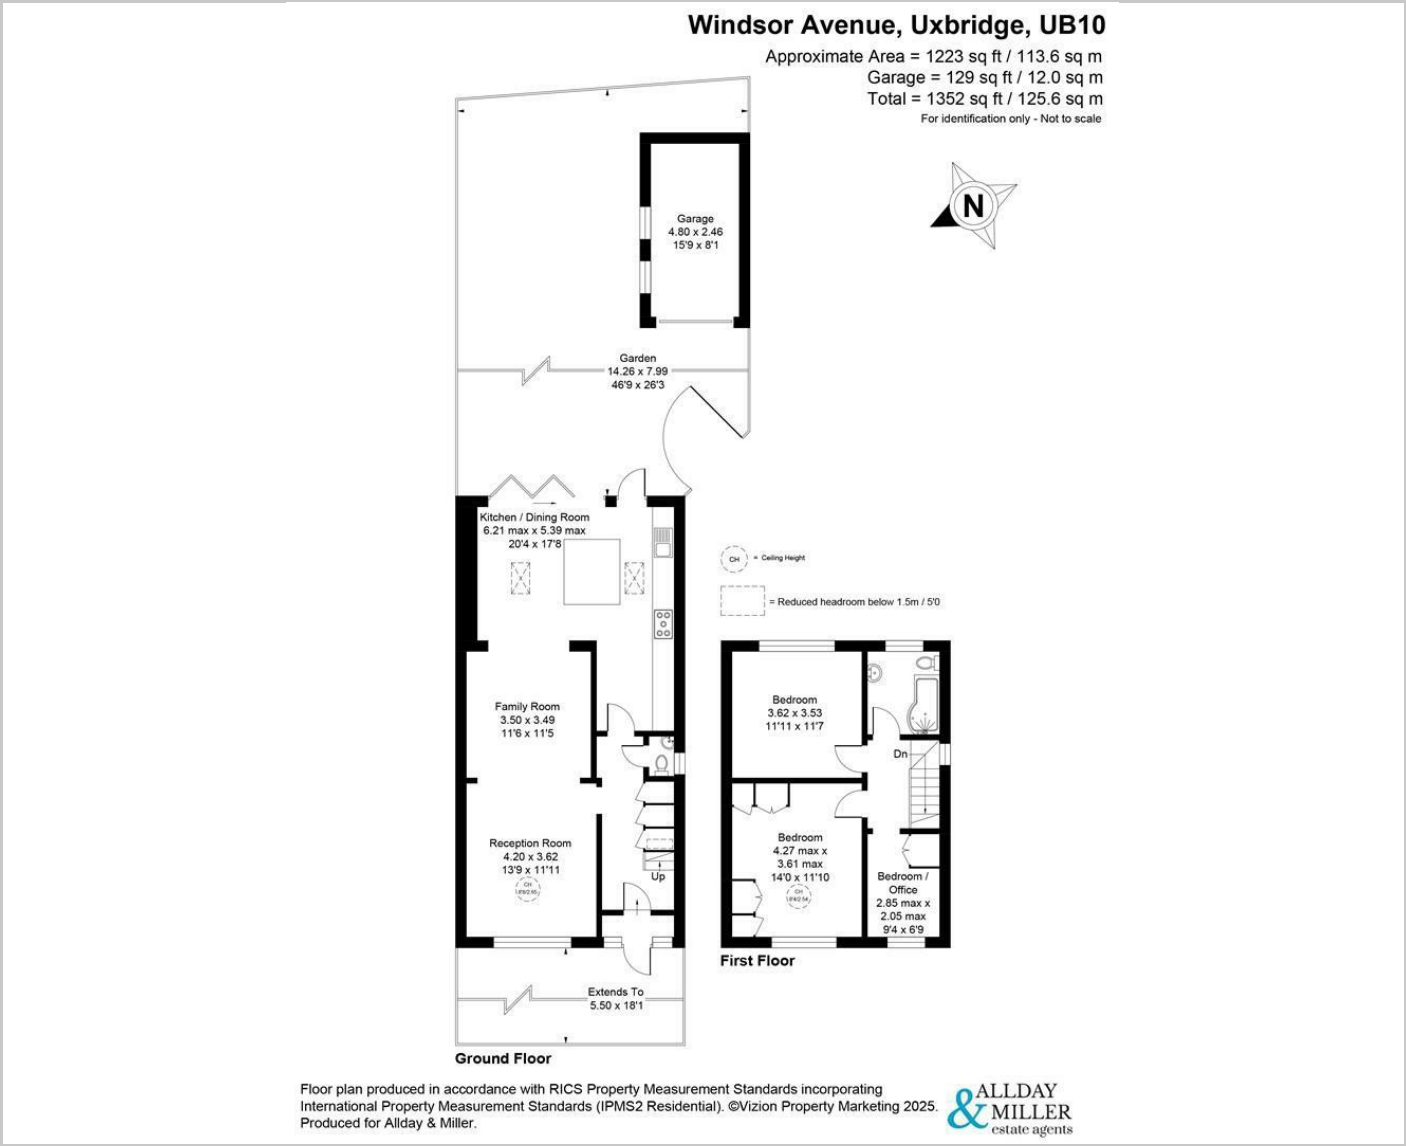 Windsor Avenue, Uxbridge, UB10
Approximate Area = 1223 sq ft / 113.6 sq m
Garage = 129 sq ft / 12.0 sq m
Total = 1352 sq ft / 125.6 sq m
For identification only - Not to scale
N
Garage
4.80 x 2.46
15'9 x 8'1
Garden
14.26 x 7.99
46'9 x 26'3
Kitchen / Dining Room
6.21 max x 5.39 max
20'4 x 17'8
CH
= Ceiling Height
= Reduced headroom below 1.5m / 5'0
Family Room
3.50 x 3.49
11'6 x 11'5
Reception Room
4.20 x 3.62
13'9 x 11'11
CH
Up
Extends To
5.50 x 18'1
Ground Floor
Bedroom
3.62 x 3.53
11'11 x 11'7
Dn
Bedroom
4.27 max x
3.61 max
14'0 x 11'10
CH
Bedroom /
Office
2.85 max x
2.05 max
9'4 x 6'9
First Floor
Floor plan produced in accordance with RICS Property Measurement Standards incorporating
International Property Measurement Standards (IPMS2 Residential). ©Vizion Property Marketing 2025.
Produced for Allday & Miller.
ALLDAY
& MILLER
estate agents